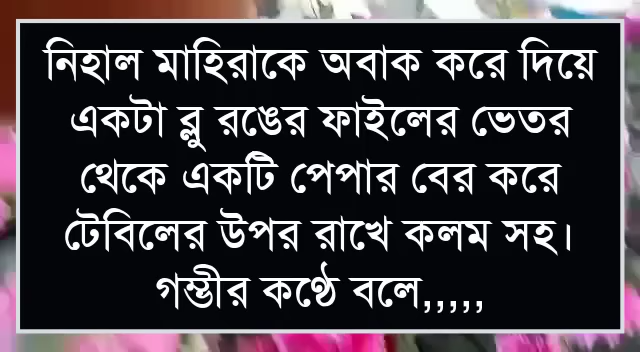 নিহাল মাহিরাকে অবাক করে দিয়ে
একটা ব্লু রঙের ফাইলের ভেতর
থেকে একটি পেপার বের করে
টেবিলের উপর রাখে কলম সহ।
গম্ভীর কণ্ঠে বলে,,,,,